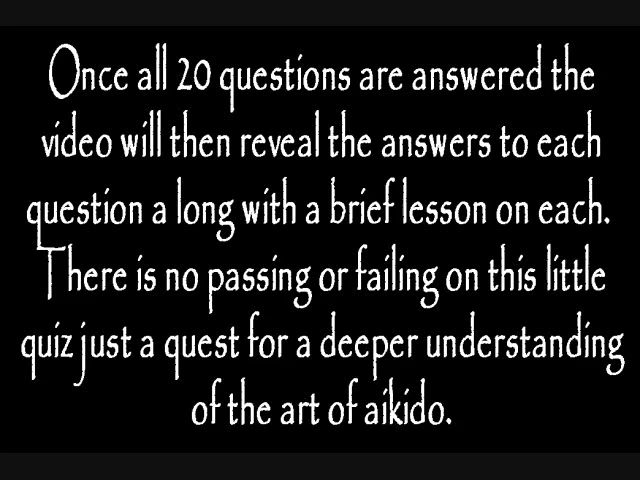 Once all 20 questions are answered the
video will then reveal the answers to each
question a long with a brief lesson on each.
There is no passing or failing on this little
quiz just a quest for a deeper understanding
of the art of aikido.